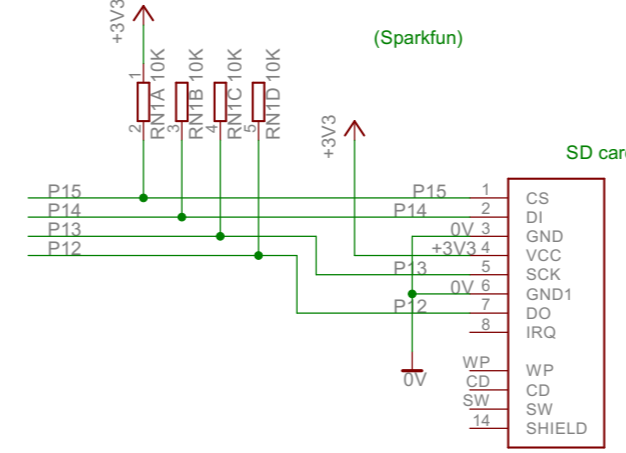 +3V3
(Sparkfun)
1
2
RN1A 10K
3
RN1B 10K
4
RN1C 10K
5
RN1D 10K
+3V3
SD car
P15
P14
P13
P12
P15 1 CS
P14 2 DI
0V 3 GND
+3V3 4 VCC
P13 5 SCK
0V 6 GND1
P12 7 DO
8 IRQ
0V
WP WP
CD CD
SW SW
14 SHIELD